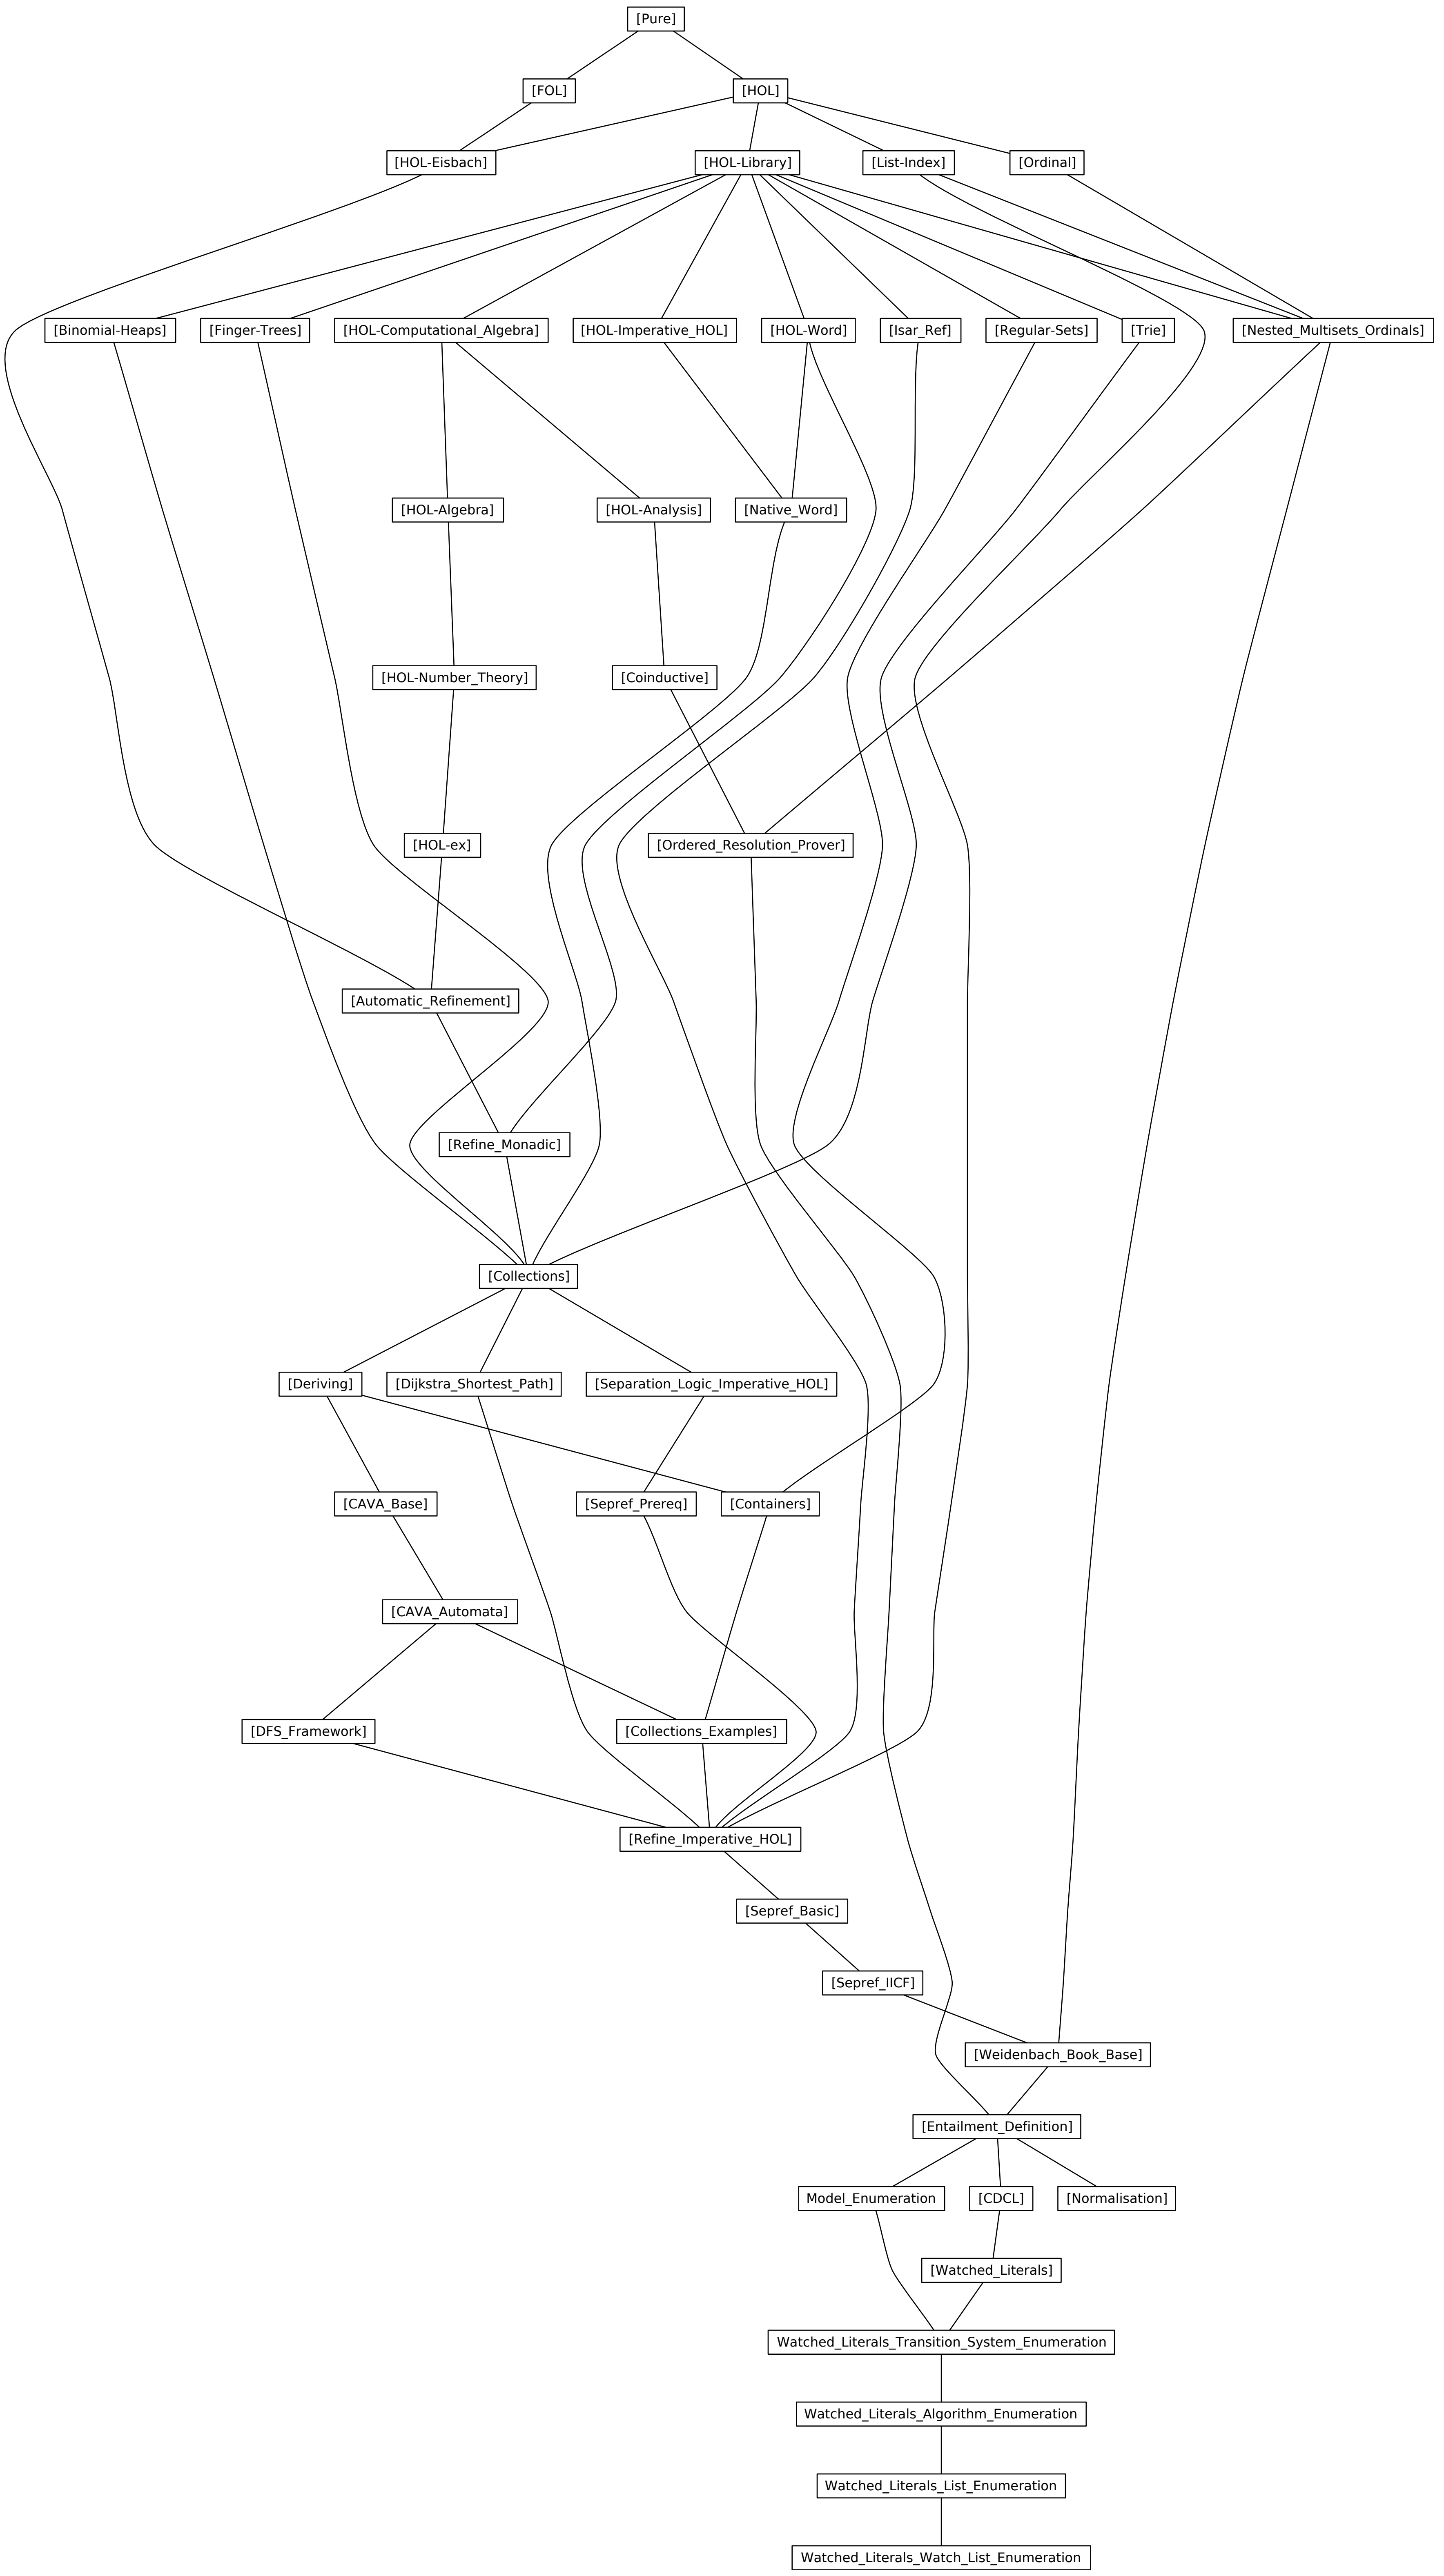 [Pure]
[FOL]
[HOL]
[HOL-Eisbach]
[HOL-Library]
[List-Index]
[Ordinal]
[Binomial-Heaps]
[Finger-Trees]
[HOL-Computational_Algebra]
[HOL-Imperative_HOL]
[HOL-Word]
[Isar_Ref]
[Regular-Sets]
[Trie]
[Nested_Multisets_Ordinals]
[HOL-Algebra]
[HOL-Analysis]
[Native_Word]
[HOL-Number_Theory]
[Coinductive]
[HOL-ex]
[Ordered_Resolution_Prover]
[Automatic_Refinement]
[Refine_Monadic]
[Collections]
[Deriving]
[Dijkstra_Shortest_Path]
[Separation_Logic_Imperative_HOL]
[CAVA_Base]
[Sepref_Prereq]
[Containers]
[CAVA_Automata]
[DFS_Framework]
[Collections_Examples]
[Refine_Imperative_HOL]
[Sepref_Basic]
[Sepref_IICF]
[Weidenbach_Book_Base]
[Entailment_Definition]
Model_Enumeration
[CDCL]
[Normalisation]
[Watched_Literals]
Watched_Literals_Transition_System_Enumeration
Watched_Literals_Algorithm_Enumeration
Watched_Literals_List_Enumeration
Watched_Literals_Watch_List_Enumeration